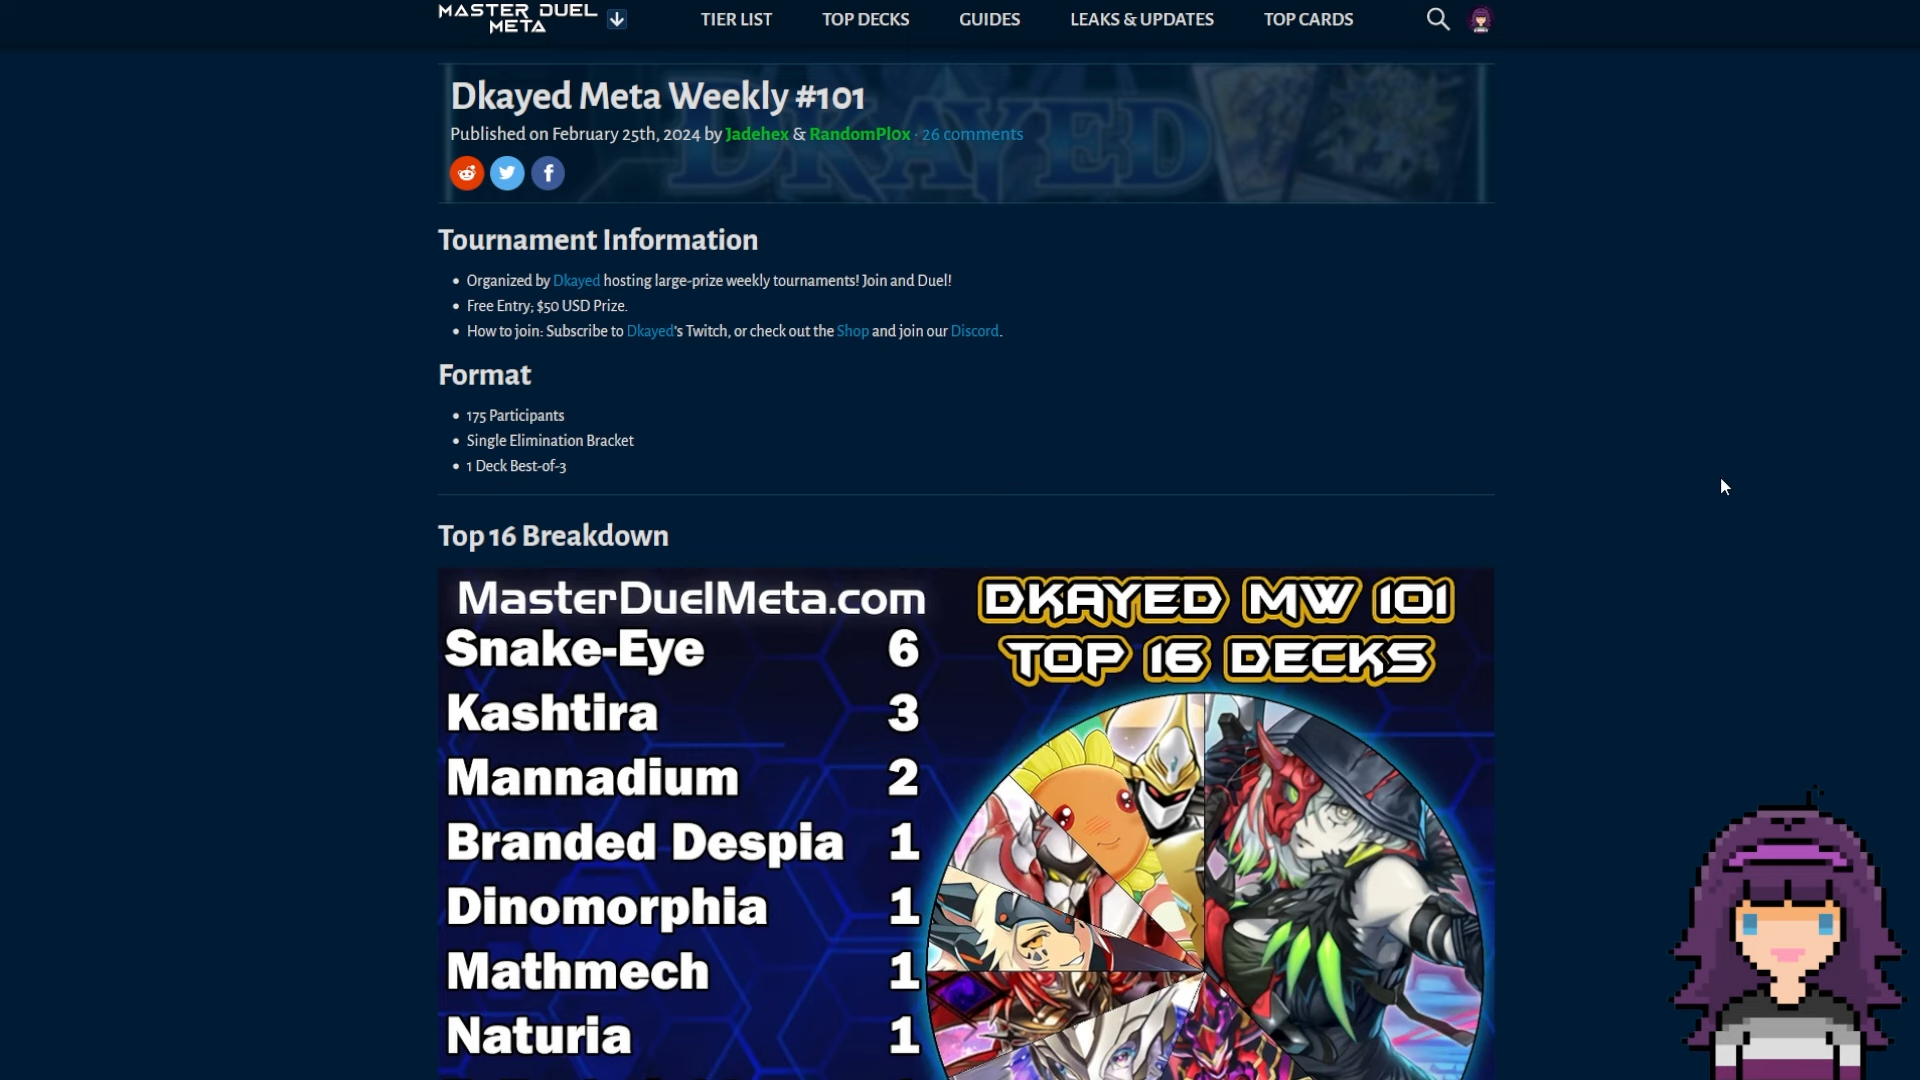 MASTER DUEL
META
TIER LIST
TOP DECKS
GUIDES
LEAKS & UPDATES
TOP CARDS
DKAYED
Dkayed Meta Weekly #101
Published on February 25th, 2024 by Jadehex & RandomPl0x · 26 comments
Tournament Information
• Organized by Dkayed hosting large-prize weekly tournaments! Join and Duel!
• Free Entry; $50 USD Prize.
• How to join: Subscribe to Dkayed's Twitch, or check out the Shop and join our Discord.
Format
• 175 Participants
• Single Elimination Bracket
• 1 Deck Best-of-3
Top 16 Breakdown
MasterDuelMeta.com
DKAYED MW 101
TOP 16 DECKS
Snake-Eye 6
Kashtira 3
Mannadium 2
Branded Despia 1
Dinomorphia 1
Mathmech 1
Naturia 1